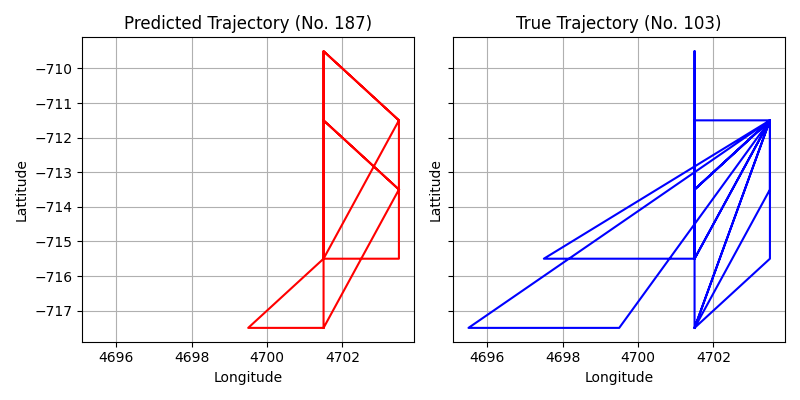 Predicted Trajectory (No. 187)
True Trajectory (No. 103)
Lattitude
−710
−711
−712
−713
−714
−715
−716
−717
4696
4698
4700
4702
Longitude
Lattitude
4696
4698
4700
4702
Longitude